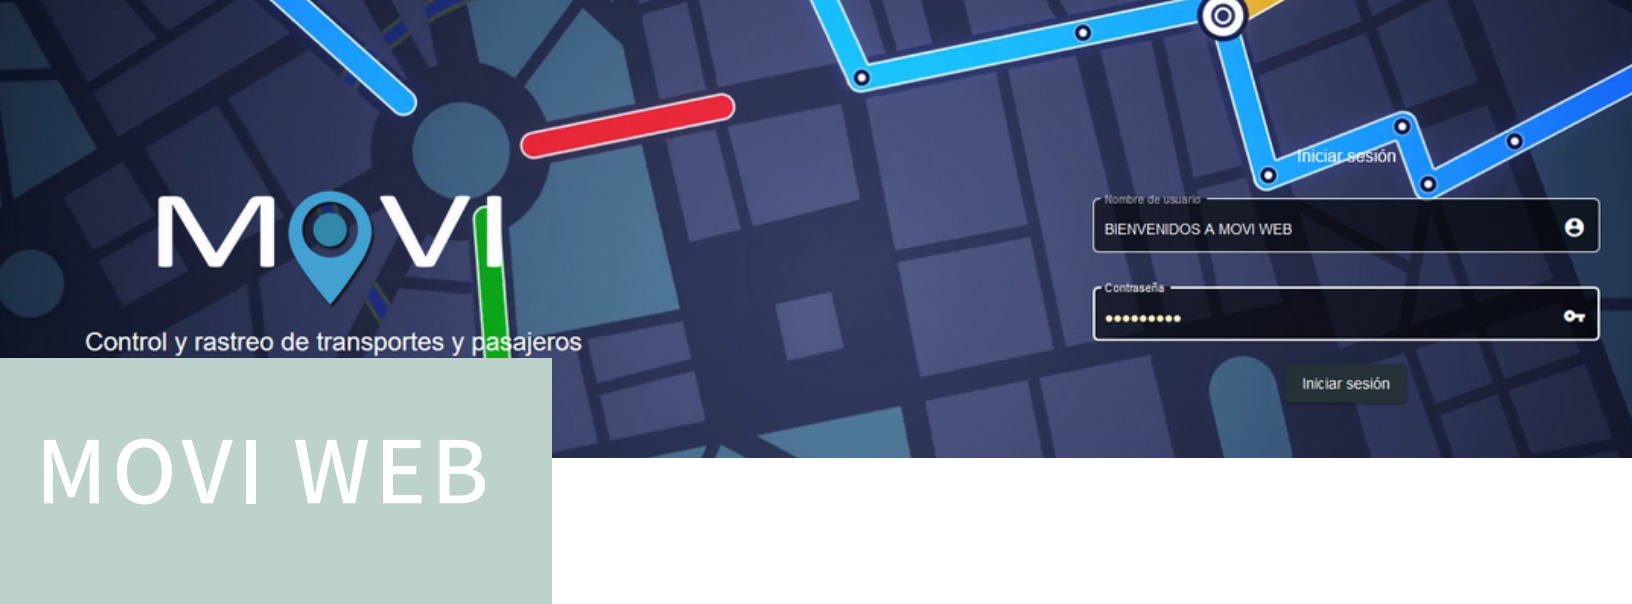 MOVI
Control y rastreo de transportes y pasajeros
Iniciar sesión
Nombre de usuario
BIENVENIDOS A MOVI WEB
Contraseña
•••••••••
Iniciar sesión
MOVI WEB